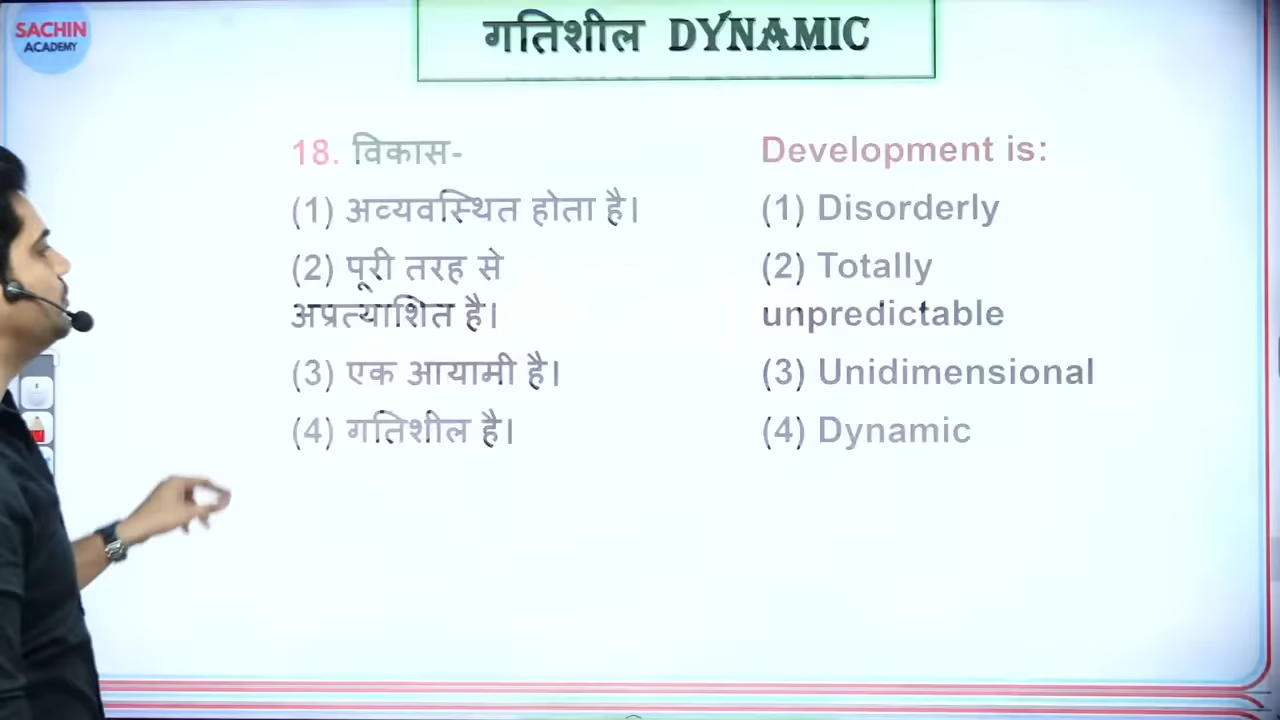 SACHIN
ACADEMY
गतिशील DYNAMIC
18. विकास-
(1) अव्यवस्थित होता है।
(2) पूरी तरह से
अप्रत्याशित है।
(3) एक आयामी है।
(4) गतिशील है।
Development is:
(1) Disorderly
(2) Totally
unpredictable
(3) Unidimensional
(4) Dynamic